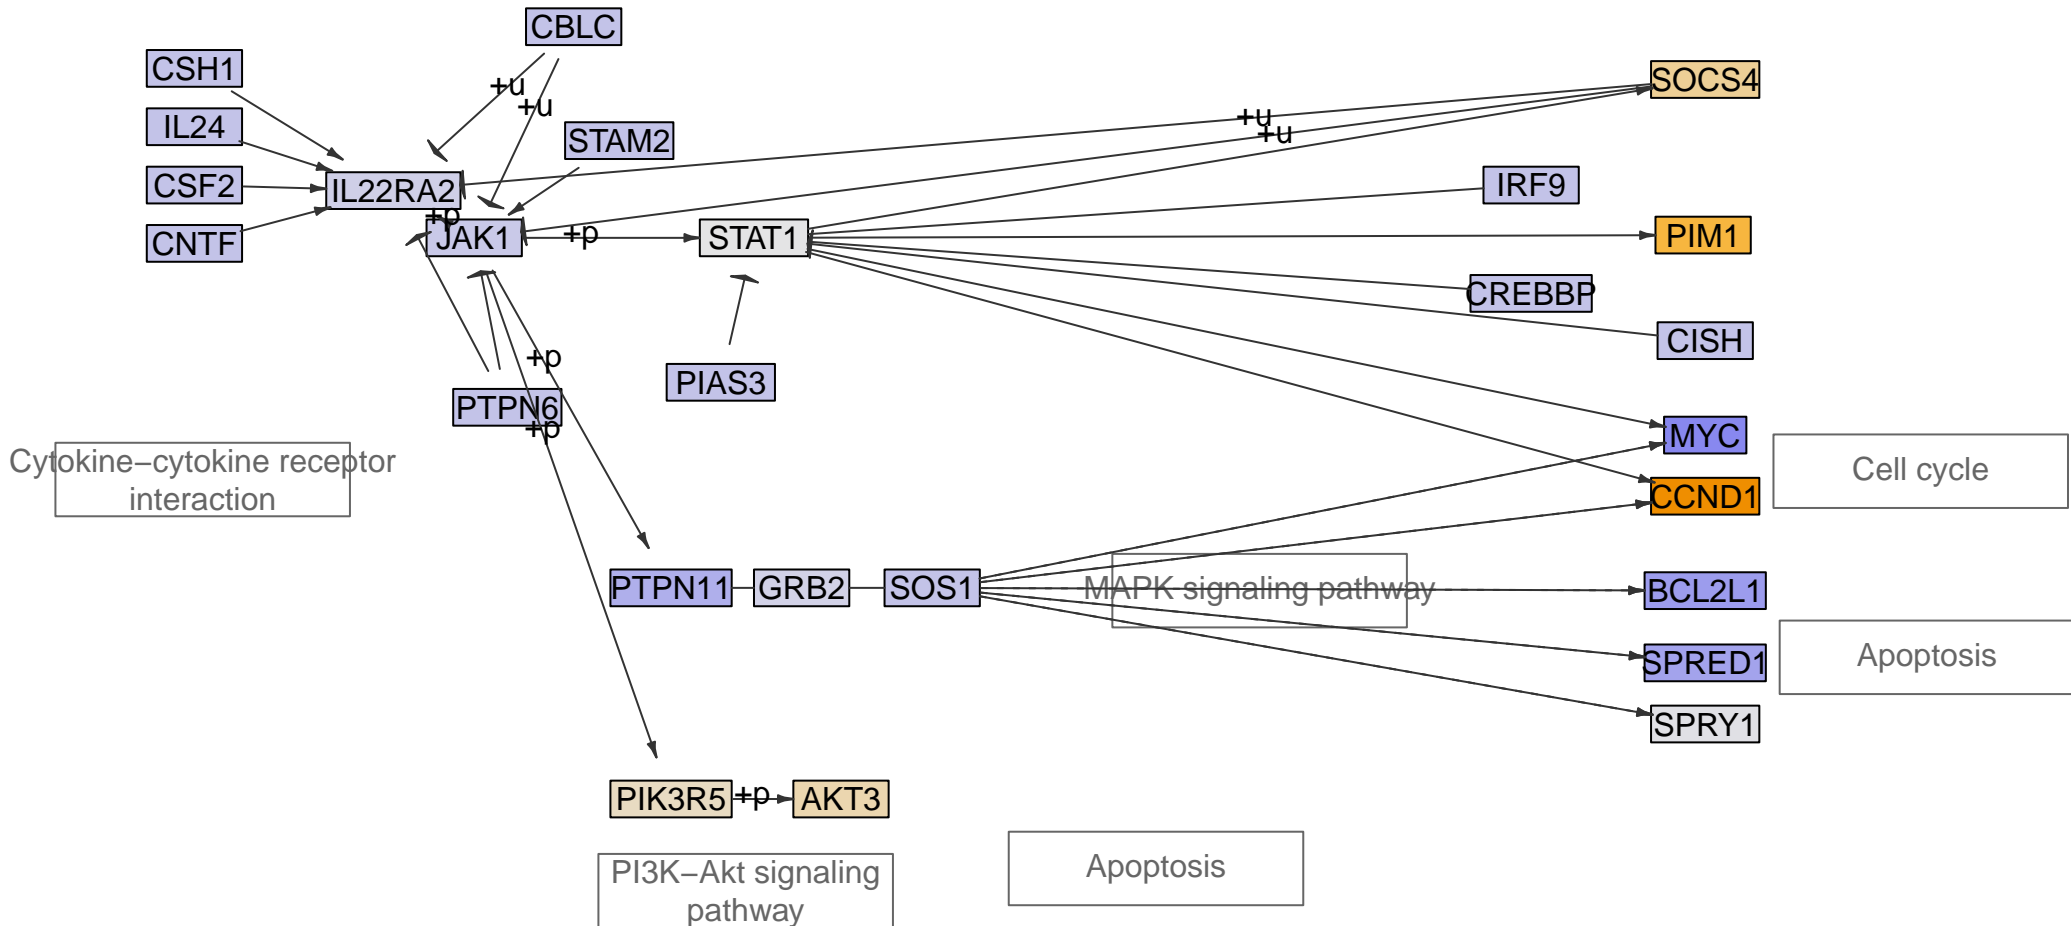 CBLC
CSH1
+u
SOCS4
+u
+u
IL24
+u
STAM2
CSF2
IL22RA2
IRF9
+p
CNTF
JAK1
+p
STAT1
PIM1
CREBBP
CISH
+p
PIAS3
PTPN6
+p
MYC
Cytokine−cytokine receptor
interaction
Cell cycle
CCND1
PTPN11
GRB2
SOS1
MAPK signaling pathway
BCL2L1
SPRED1
Apoptosis
SPRY1
PIK3R5
+p
AKT3
PI3K−Akt signaling
pathway
Apoptosis